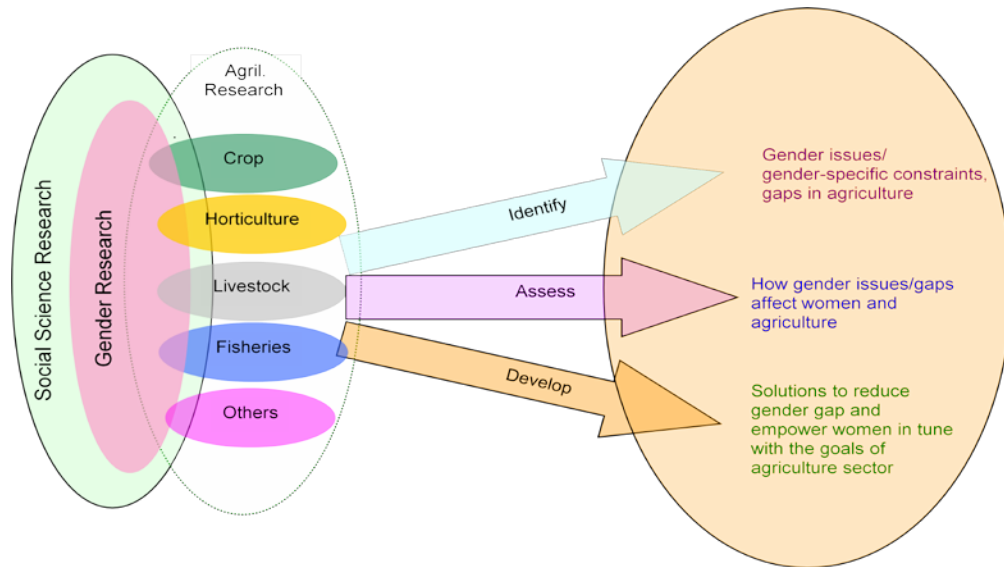 Social Science Research
Gender Research
Agril.
Research
Crop
Horticulture
Livestock
Fisheries
Others
Identify
Assess
Develop
Gender issues/
gender-specific constraints,
gaps in agriculture
How gender issues/gaps
affect women and
agriculture
Solutions to reduce
gender gap and
empower women in tune
with the goals of
agriculture sector